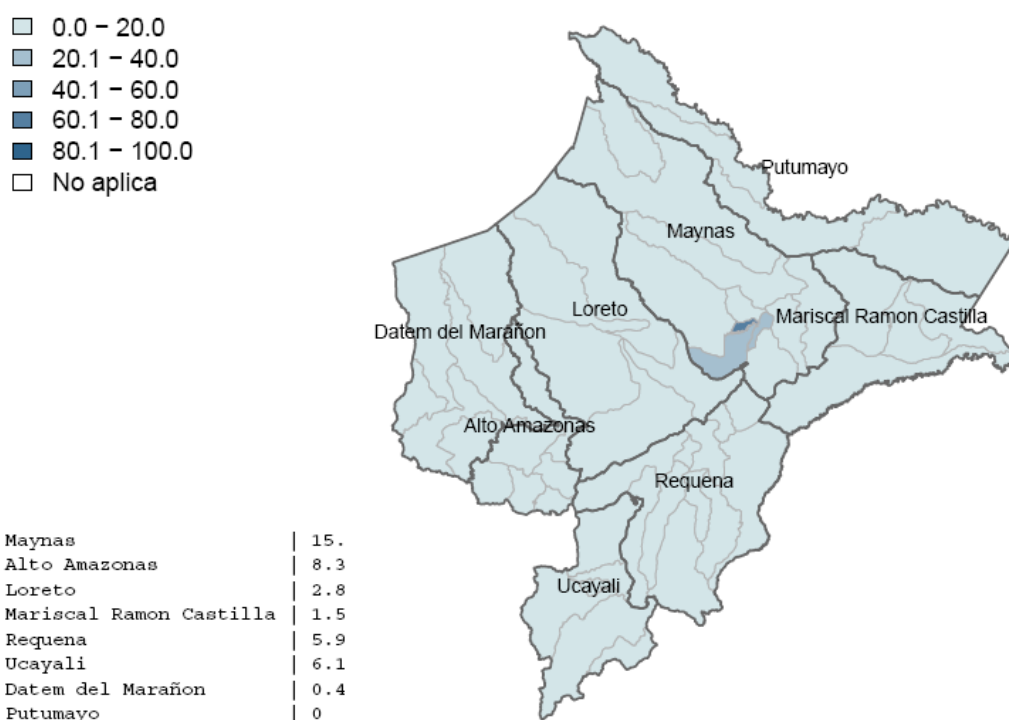 0.0 − 20.0
20.1 − 40.0
40.1 − 60.0
60.1 − 80.0
80.1 − 100.0
No aplica
Putumayo
Maynas
Loreto
Mariscal Ramon Castilla
Datem del Marañon
Alto Amazonas
Requena
Ucayali
Maynas | 15.
Alto Amazonas | 8.3
Loreto | 2.8
Mariscal Ramon Castilla | 1.5
Requena | 5.9
Ucayali | 6.1
Datem del Marañon | 0.4
Putumayo | 0